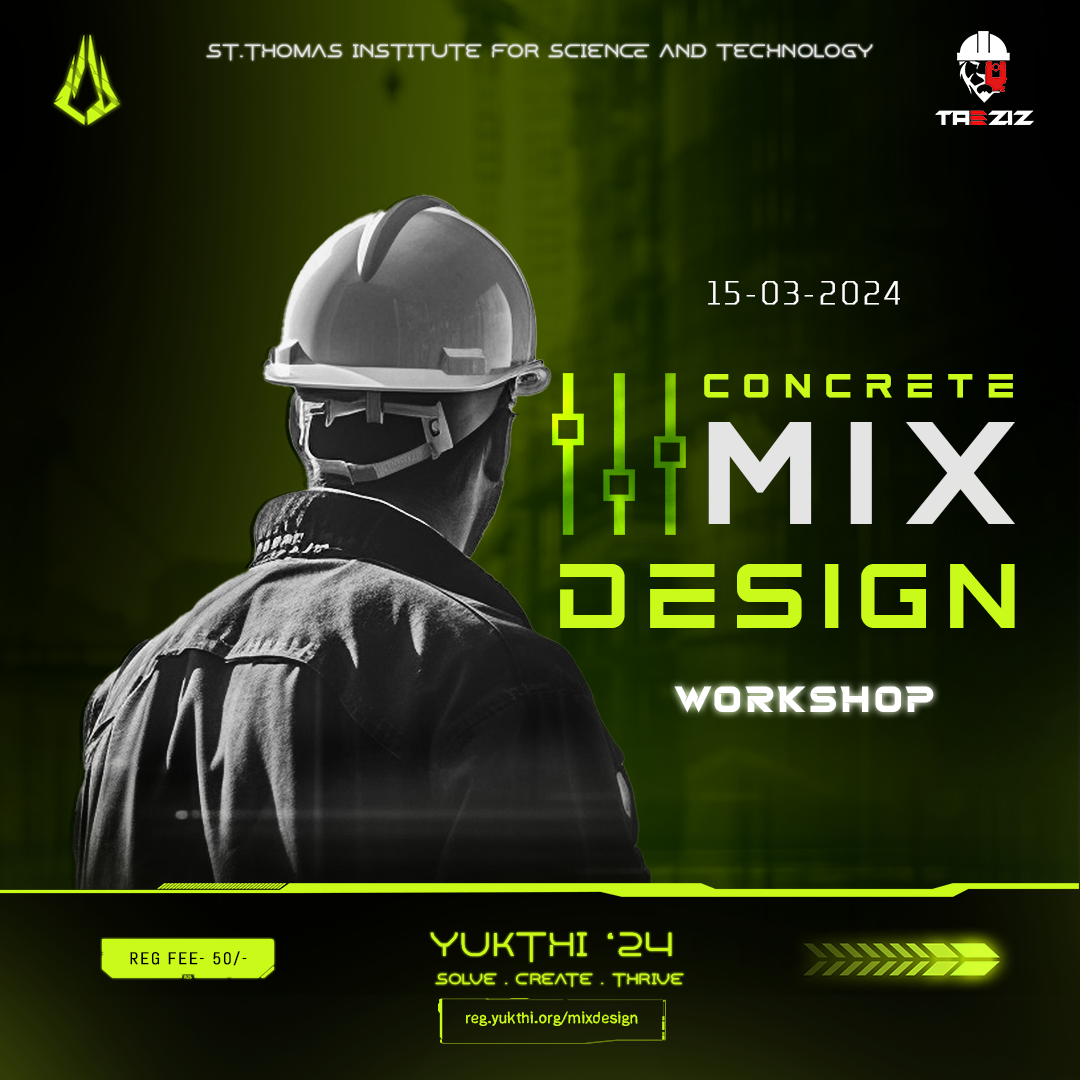 ST.THOMAS INSTITUTE FOR SCIENCE AND TECHNOLOGY
TAEZIZ
15-03-2024
CONCRETE
MIX
DESIGN
WORKSHOP
REG FEE- 50/-
YUKTHI ‘24
SOLVE . CREATE . THRIVE
reg.yukthi.org/mixdesign